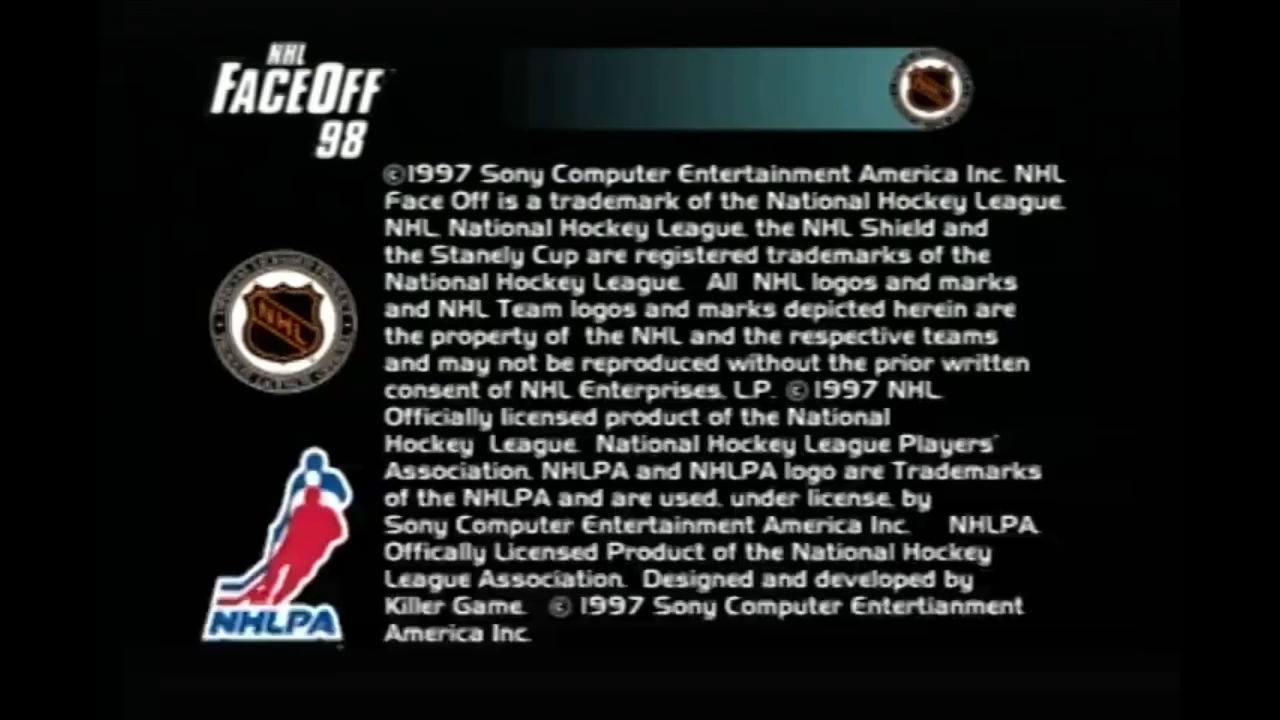 NHL
FACEOFF
98
NHL
©1997 Sony Computer Entertainment America Inc. NHL
Face Off is a trademark of the National Hockey League.
NHL, National Hockey League, the NHL Shield and
the Stanely Cup are registered trademarks of the
National Hockey League. All NHL logos and marks
and NHL Team logos and marks depicted herein are
the property of the NHL and the respective teams
and may not be reproduced without the prior written
consent of NHL Enterprises, L.P. ©1997 NHL.
Officially licensed product of the National
Hockey League. National Hockey League Players'
Association, NHLPA and NHLPA logo are Trademarks
of the NHLPA and are used, under license, by
Sony Computer Entertainment America Inc. NHLPA.
Offically Licensed Product of the National Hockey
League Association. Designed and developed by
Killer Game. © 1997 Sony Computer Entertianment
America Inc.
NHL
NHLPA